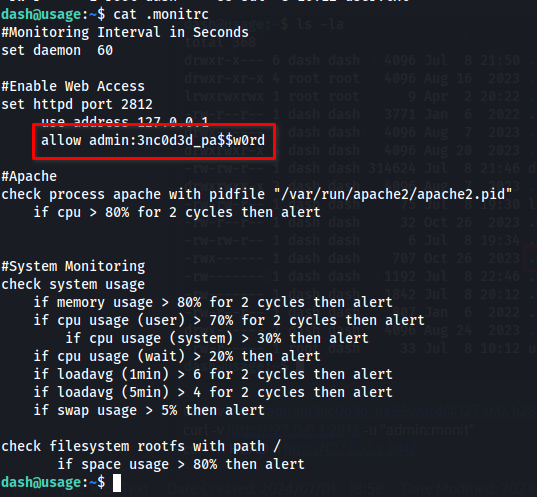 dash@usage:~$ cat .monitrc
#Monitoring Interval in Seconds
set daemon  60

#Enable Web Access
set httpd port 2812
     use address 127.0.0.1
     allow admin:3nc0d3d_pa$$w0rd

#Apache
check process apache with pidfile "/var/run/apache2/apache2.pid"
    if cpu > 80% for 2 cycles then alert


#System Monitoring
check system usage
    if memory usage > 80% for 2 cycles then alert
    if cpu usage (user) > 70% for 2 cycles then alert
        if cpu usage (system) > 30% then alert
    if cpu usage (wait) > 20% then alert
    if loadavg (1min) > 6 for 2 cycles then alert
    if loadavg (5min) > 4 for 2 cycles then alert
    if swap usage > 5% then alert

check filesystem rootfs with path /
       if space usage > 80% then alert
dash@usage:~$